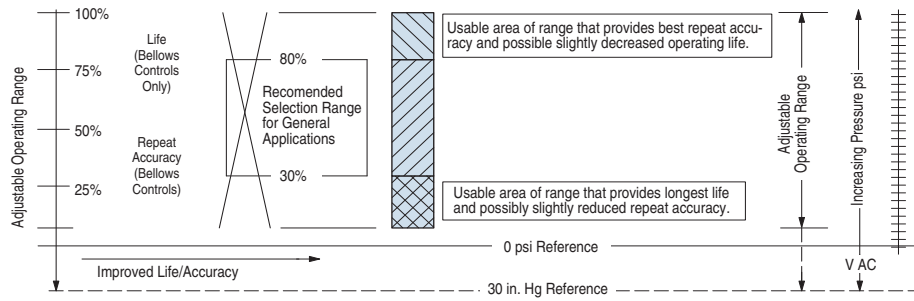 100%
75%
50%
25%
Adjustable Operating Range
Life
(Bellows
Controls
Only)
Repeat
Accuracy
(Bellows
Controls)
80%
Recomended
Selection Range
for General
Applications
30%
Usable area of range that provides best repeat accu-
racy and possible slightly decreased operating life.
Usable area of range that provides longest life
and possibly slightly reduced repeat accuracy.
Adjustable
Operating Range
Increasing Pressure psi
0 psi Reference
Improved Life/Accuracy
V AC
30 in. Hg Reference